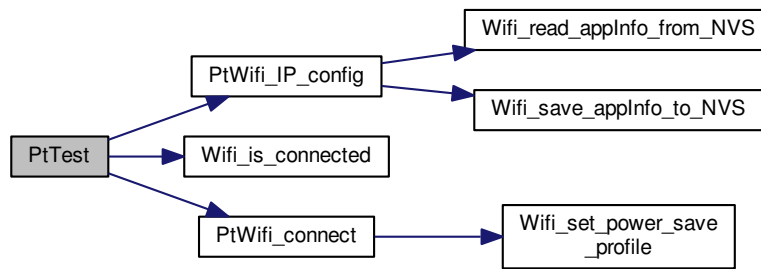 Wifi_read_appInfo_from_NVS
PtWifi_IP_config
Wifi_save_appInfo_to_NVS
PtTest
Wifi_is_connected
PtWifi_connect
Wifi_set_power_save
_profile